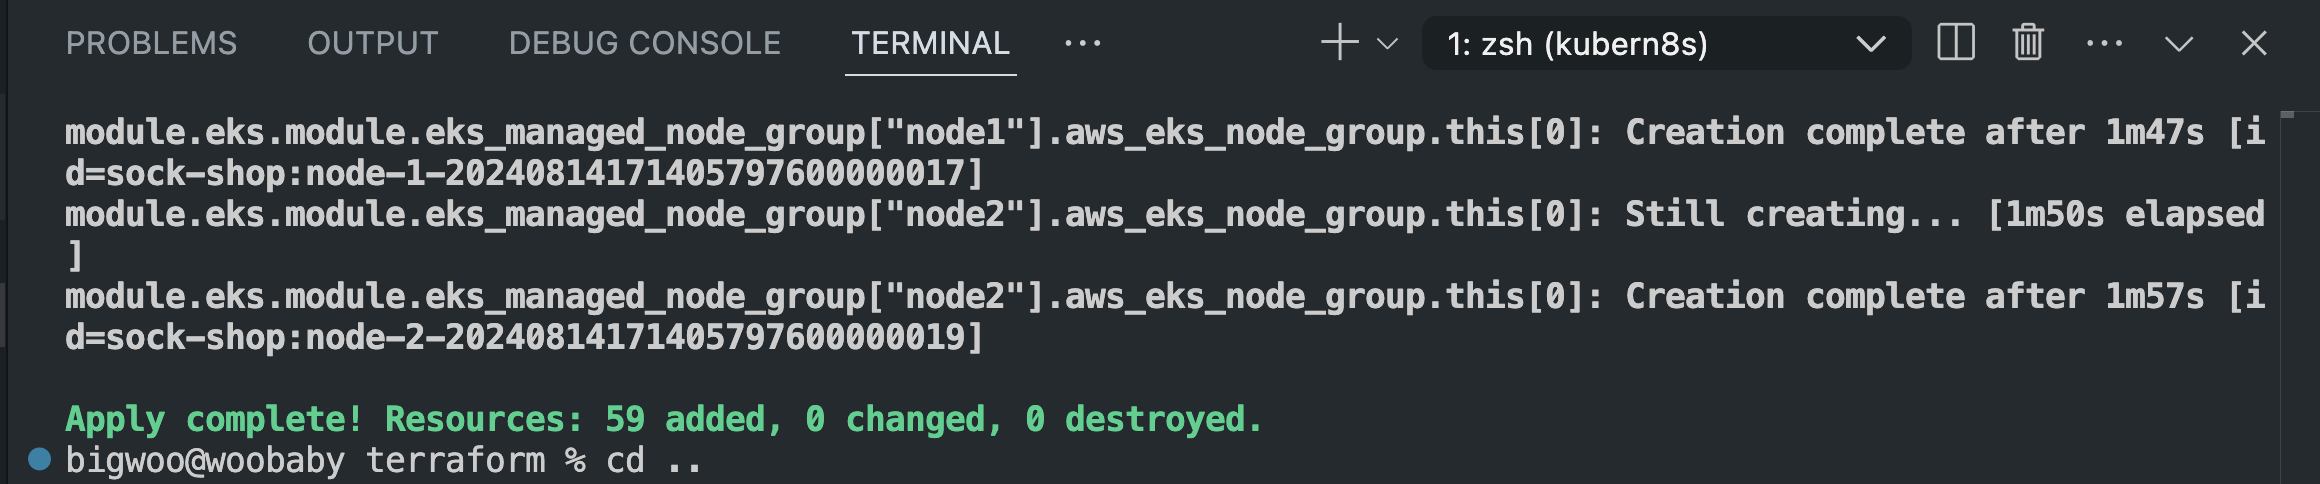 PROBLEMS OUTPUT DEBUG CONSOLE TERMINAL ··· 1: zsh (kubern8s) ···
module.eks.module.eks_managed_node_group["node1"].aws_eks_node_group.this[0]: Creation complete after 1m47s [i
d=sock-shop:node-1-20240814171405797600000017]
module.eks.module.eks_managed_node_group["node2"].aws_eks_node_group.this[0]: Still creating... [1m50s elapsed
]
module.eks.module.eks_managed_node_group["node2"].aws_eks_node_group.this[0]: Creation complete after 1m57s [i
d=sock-shop:node-2-20240814171405797600000019]
Apply complete! Resources: 59 added, 0 changed, 0 destroyed.
bigwoo@woobaby terraform % cd ..